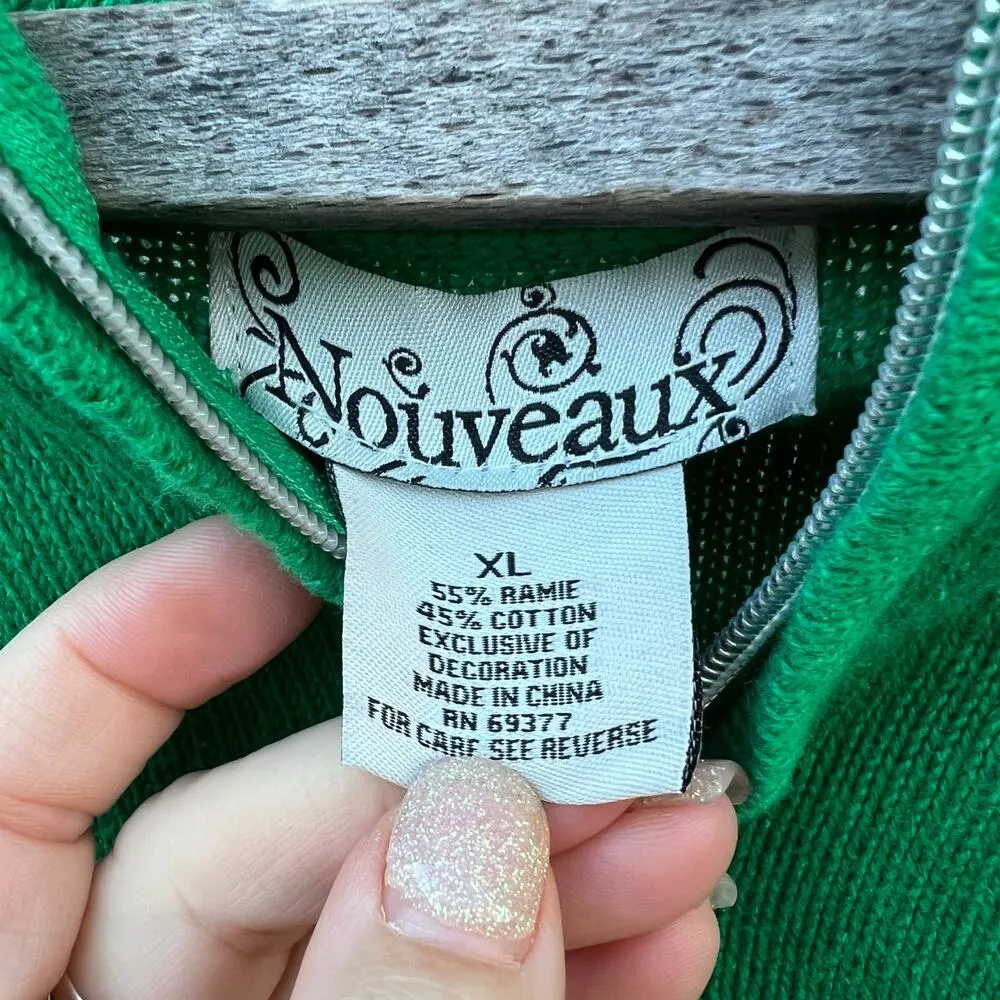 Nouveaux
XL
55% RAMIE
45% COTTON
EXCLUSIVE OF
DECORATION
MADE IN CHINA
RN 69377
FOR CARE SEE REVERSE